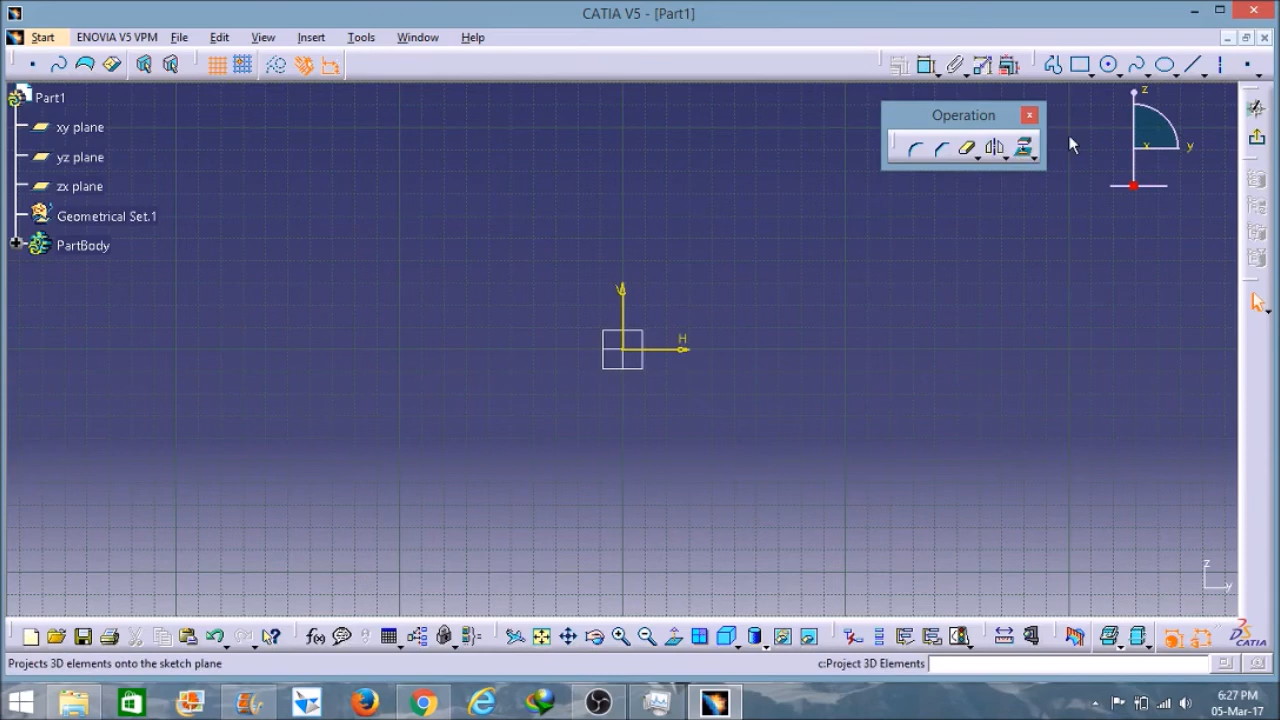 CATIA V5 - [Part1]
Start ENOVIA V5 VPM File Edit View Insert Tools Window Help
Part1
xy plane
yz plane
zx plane
Geometrical Set.1
PartBody
Operation
z
x y
V
H
z
y
f(x)
CATIA
Projects 3D elements onto the sketch plane
c:Project 3D Elements
6:27 PM
05-Mar-17